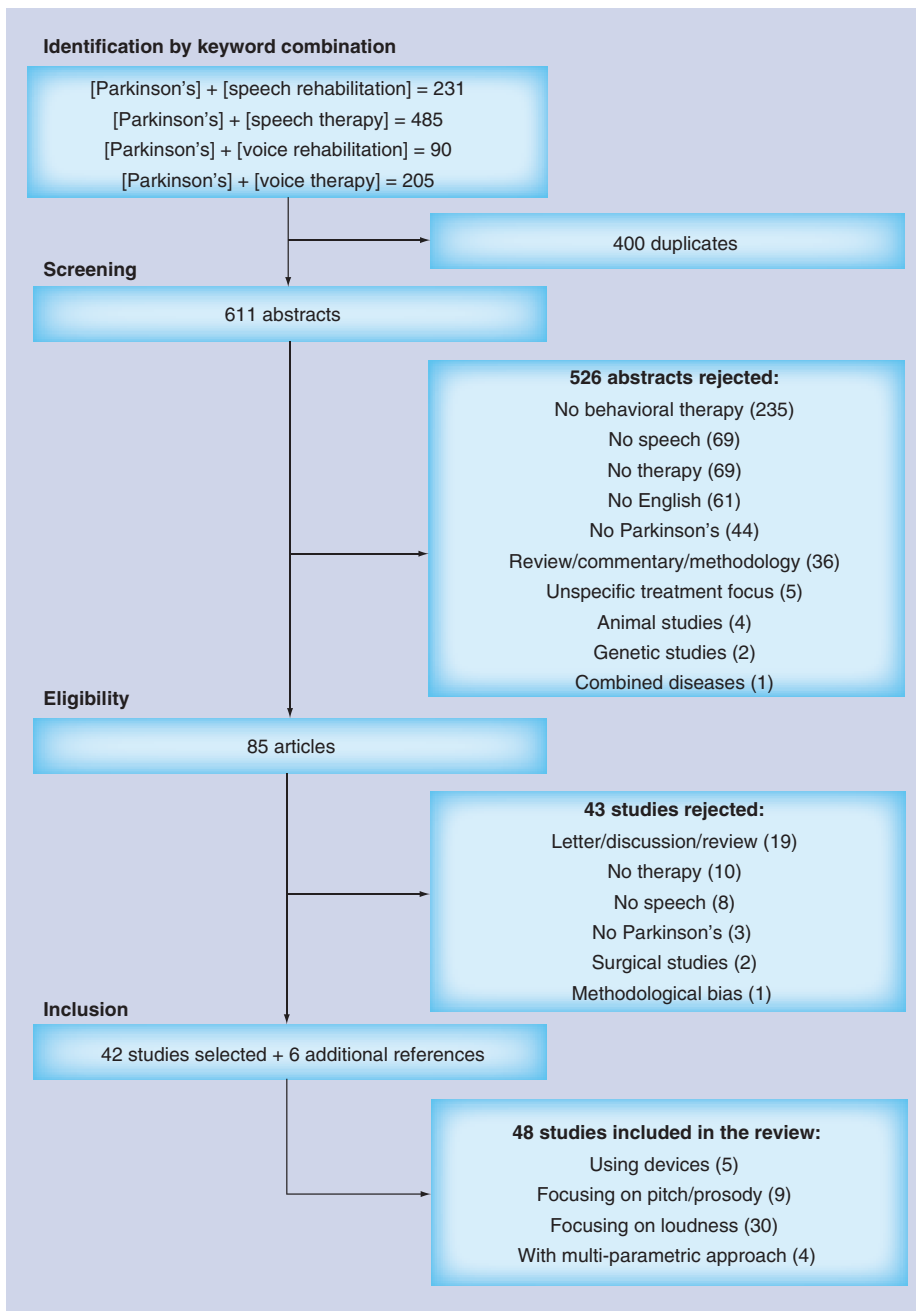 Identification by keyword combination
[Parkinson's] + [speech rehabilitation] = 231
[Parkinson's] + [speech therapy] = 485
[Parkinson's] + [voice rehabilitation] = 90
[Parkinson's] + [voice therapy] = 205
400 duplicates
Screening
611 abstracts
526 abstracts rejected:
No behavioral therapy (235)
No speech (69)
No therapy (69)
No English (61)
No Parkinson's (44)
Review/commentary/methodology (36)
Unspecific treatment focus (5)
Animal studies (4)
Genetic studies (2)
Combined diseases (1)
Eligibility
85 articles
43 studies rejected:
Letter/discussion/review (19)
No therapy (10)
No speech (8)
No Parkinson's (3)
Surgical studies (2)
Methodological bias (1)
Inclusion
42 studies selected + 6 additional references
48 studies included in the review:
Using devices (5)
Focusing on pitch/prosody (9)
Focusing on loudness (30)
With multi-parametric approach (4)